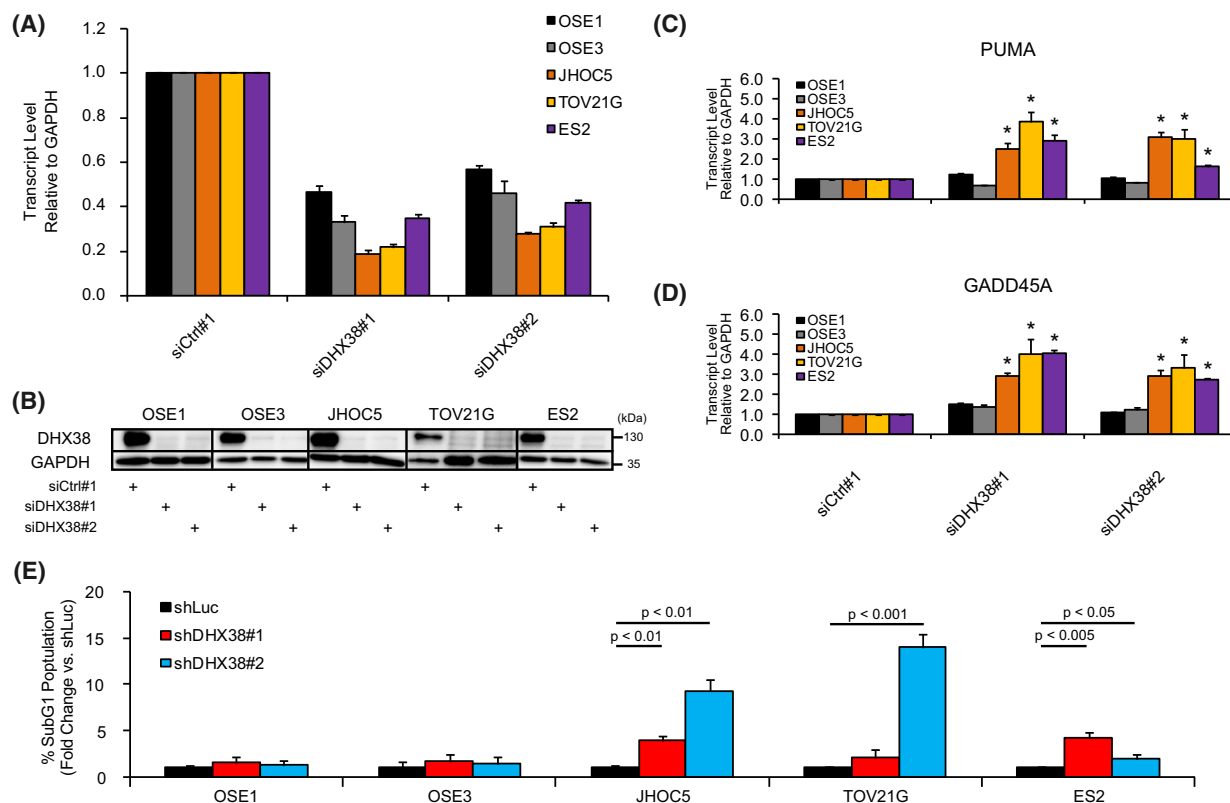 (A)
1.2
1.0
0.8
0.6
0.4
0.2
0.0
Transcript Level
Relative to GAPDH
OSE1
OSE3
JHOC5
TOV21G
ES2
siCtrl#1
siDHX38#1
siDHX38#2
(B)
OSE1 OSE3 JHOC5 TOV21G ES2 (kDa)
DHX38 130
GAPDH 35
siCtrl#1 + + + + +
siDHX38#1 + + + + +
siDHX38#2 + + + + +
(C)
PUMA
6.0
5.0
4.0
3.0
2.0
1.0
0.0
Transcript Level
Relative to GAPDH
OSE1
OSE3
JHOC5
TOV21G
ES2
* * * * * *
(D)
GADD45A
6.0
5.0
4.0
3.0
2.0
1.0
0.0
Transcript Level
Relative to GAPDH
OSE1
OSE3
JHOC5
TOV21G
ES2
* * * * * *
siCtrl#1
siDHX38#1
siDHX38#2
(E)
20
15
10
5
0
% SubG1 Poptulation
(Fold Change vs. shLuc)
shLuc
shDHX38#1
shDHX38#2
p < 0.01
p < 0.01
p < 0.001
p < 0.05
p < 0.005
OSE1 OSE3 JHOC5 TOV21G ES2